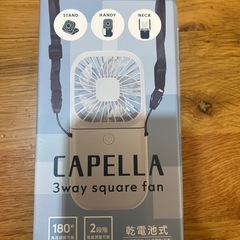 STAND
HANDY
NECK
CAPELLA
3way square fan
180°
2段階
乾電池式